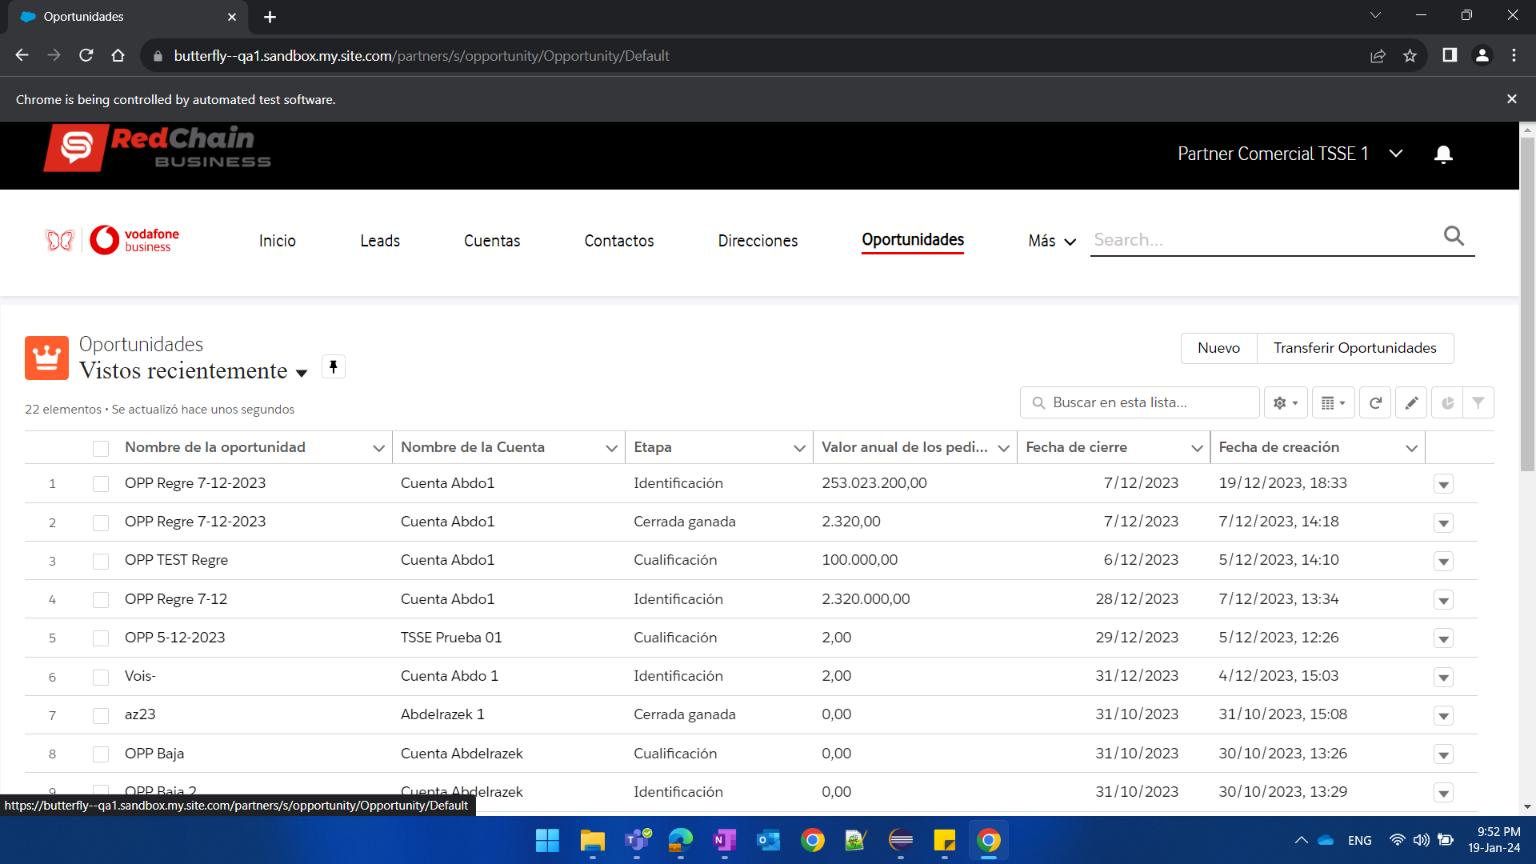 Oportunidades
butterfly--qa1.sandbox.my.site.com/partners/s/opportunity/Opportunity/Default
Chrome is being controlled by automated test software.
RedChain
BUSINESS
Partner Comercial TSSE 1
vodafone
business
Inicio Leads Cuentas Contactos Direcciones Oportunidades Más Search...
Oportunidades
Vistos recientemente
Nuevo Transferir Oportunidades
22 elementos • Se actualizó hace unos segundos
Buscar en esta lista...
Nombre de la oportunidad Nombre de la Cuenta Etapa Valor anual de los pedi... Fecha de cierre Fecha de creación
1 OPP Regre 7-12-2023 Cuenta Abdo1 Identificación 253.023.200,00 7/12/2023 19/12/2023, 18:33
2 OPP Regre 7-12-2023 Cuenta Abdo1 Cerrada ganada 2.320,00 7/12/2023 7/12/2023, 14:18
3 OPP TEST Regre Cuenta Abdo1 Cualificación 100.000,00 6/12/2023 5/12/2023, 14:10
4 OPP Regre 7-12 Cuenta Abdo1 Identificación 2.320.000,00 28/12/2023 7/12/2023, 13:34
5 OPP 5-12-2023 TSSE Prueba 01 Cualificación 2,00 29/12/2023 5/12/2023, 12:26
6 Vois- Cuenta Abdo 1 Identificación 2,00 31/12/2023 4/12/2023, 15:03
7 az23 Abdelrazek 1 Cerrada ganada 0,00 31/10/2023 31/10/2023, 15:08
8 OPP Baja Cuenta Abdelrazek Cualificación 0,00 31/10/2023 30/10/2023, 13:26
9 OPP Baja 2 Cuenta Abdelrazek Identificación 0,00 31/10/2023 30/10/2023, 13:29
https://butterfly--qa1.sandbox.my.site.com/partners/s/opportunity/Opportunity/Default
ENG
9:52 PM
19-Jan-24